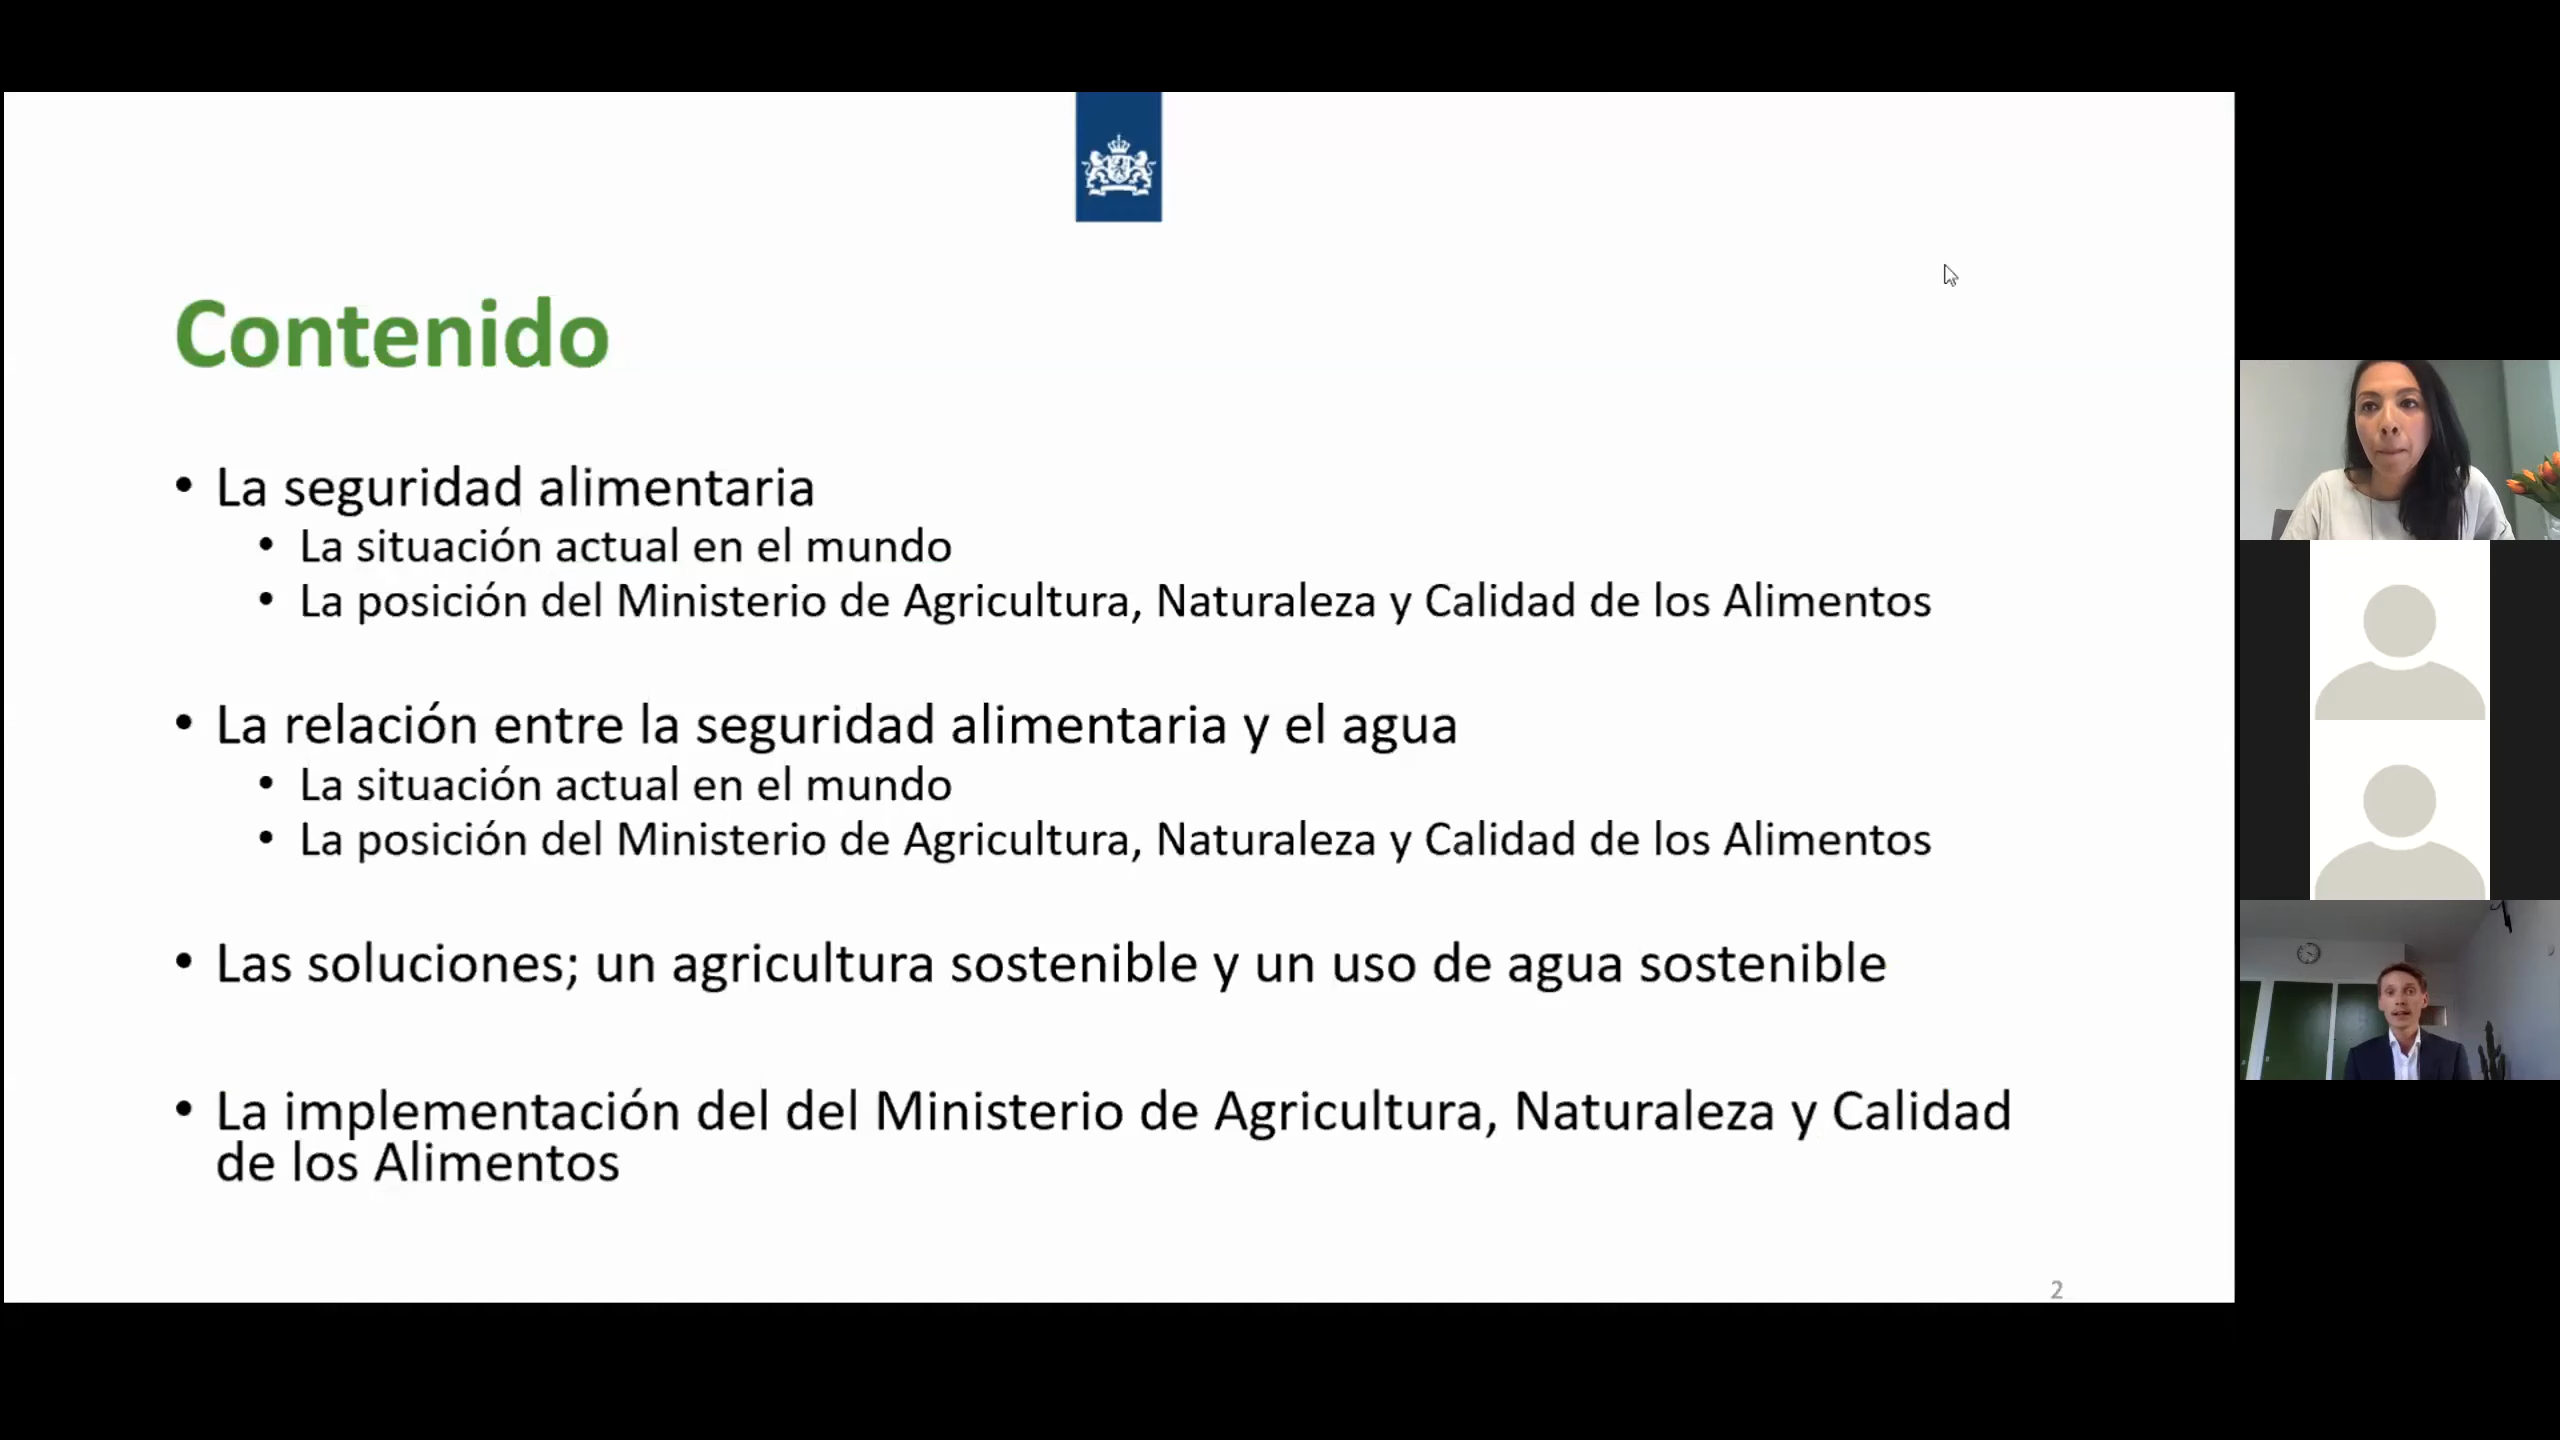 Contenido
• La seguridad alimentaria
• La situación actual en el mundo
• La posición del Ministerio de Agricultura, Naturaleza y Calidad de los Alimentos
• La relación entre la seguridad alimentaria y el agua
• La situación actual en el mundo
• La posición del Ministerio de Agricultura, Naturaleza y Calidad de los Alimentos
• Las soluciones; un agricultura sostenible y un uso de agua sostenible
• La implementación del del Ministerio de Agricultura, Naturaleza y Calidad
de los Alimentos
2